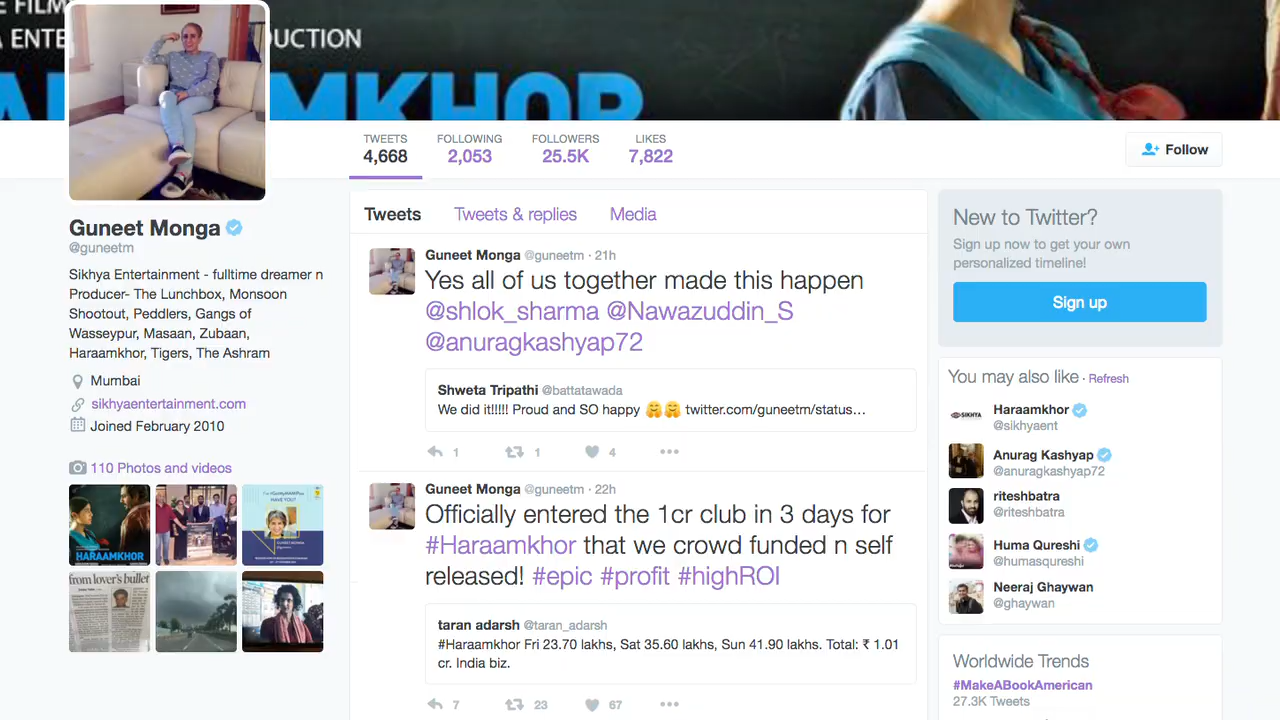 E FILM
A ENTE
UCTION
HARAAMKHOR
TWEETS FOLLOWING FOLLOWERS LIKES
4,668 2,053 25.5K 7,822
Follow
Guneet Monga
@guneetm
Sikhya Entertainment - fulltime dreamer n
Producer- The Lunchbox, Monsoon
Shootout, Peddlers, Gangs of
Wasseypur, Masaan, Zubaan,
Haraamkhor, Tigers, The Ashram
Mumbai
sikhyaentertainment.com
Joined February 2010
110 Photos and videos
HARAAMKHOR
HAVE YOU?
from lover's bullet
Tweets Tweets & replies Media
Guneet Monga @guneetm · 21h
Yes all of us together made this happen
@shlok_sharma @Nawazuddin_S
@anuragkashyap72
Shweta Tripathi @battatawada
We did it!!!!! Proud and SO happy 🤗🤗 twitter.com/guneetm/status…
1 1 4
Guneet Monga @guneetm · 22h
Officially entered the 1cr club in 3 days for
#Haraamkhor that we crowd funded n self
released! #epic #profit #highROI
taran adarsh @taran_adarsh
#Haraamkhor Fri 23.70 lakhs, Sat 35.60 lakhs, Sun 41.90 lakhs. Total: ₹ 1.01
cr. India biz.
7 23 67
New to Twitter?
Sign up now to get your own
personalized timeline!
Sign up
You may also like · Refresh
SIKHYA
Haraamkhor
@sikhyaent
Anurag Kashyap
@anuragkashyap72
riteshbatra
@riteshbatra
Huma Qureshi
@humasqureshi
Neeraj Ghaywan
@ghaywan
Worldwide Trends
#MakeABookAmerican
27.3K Tweets